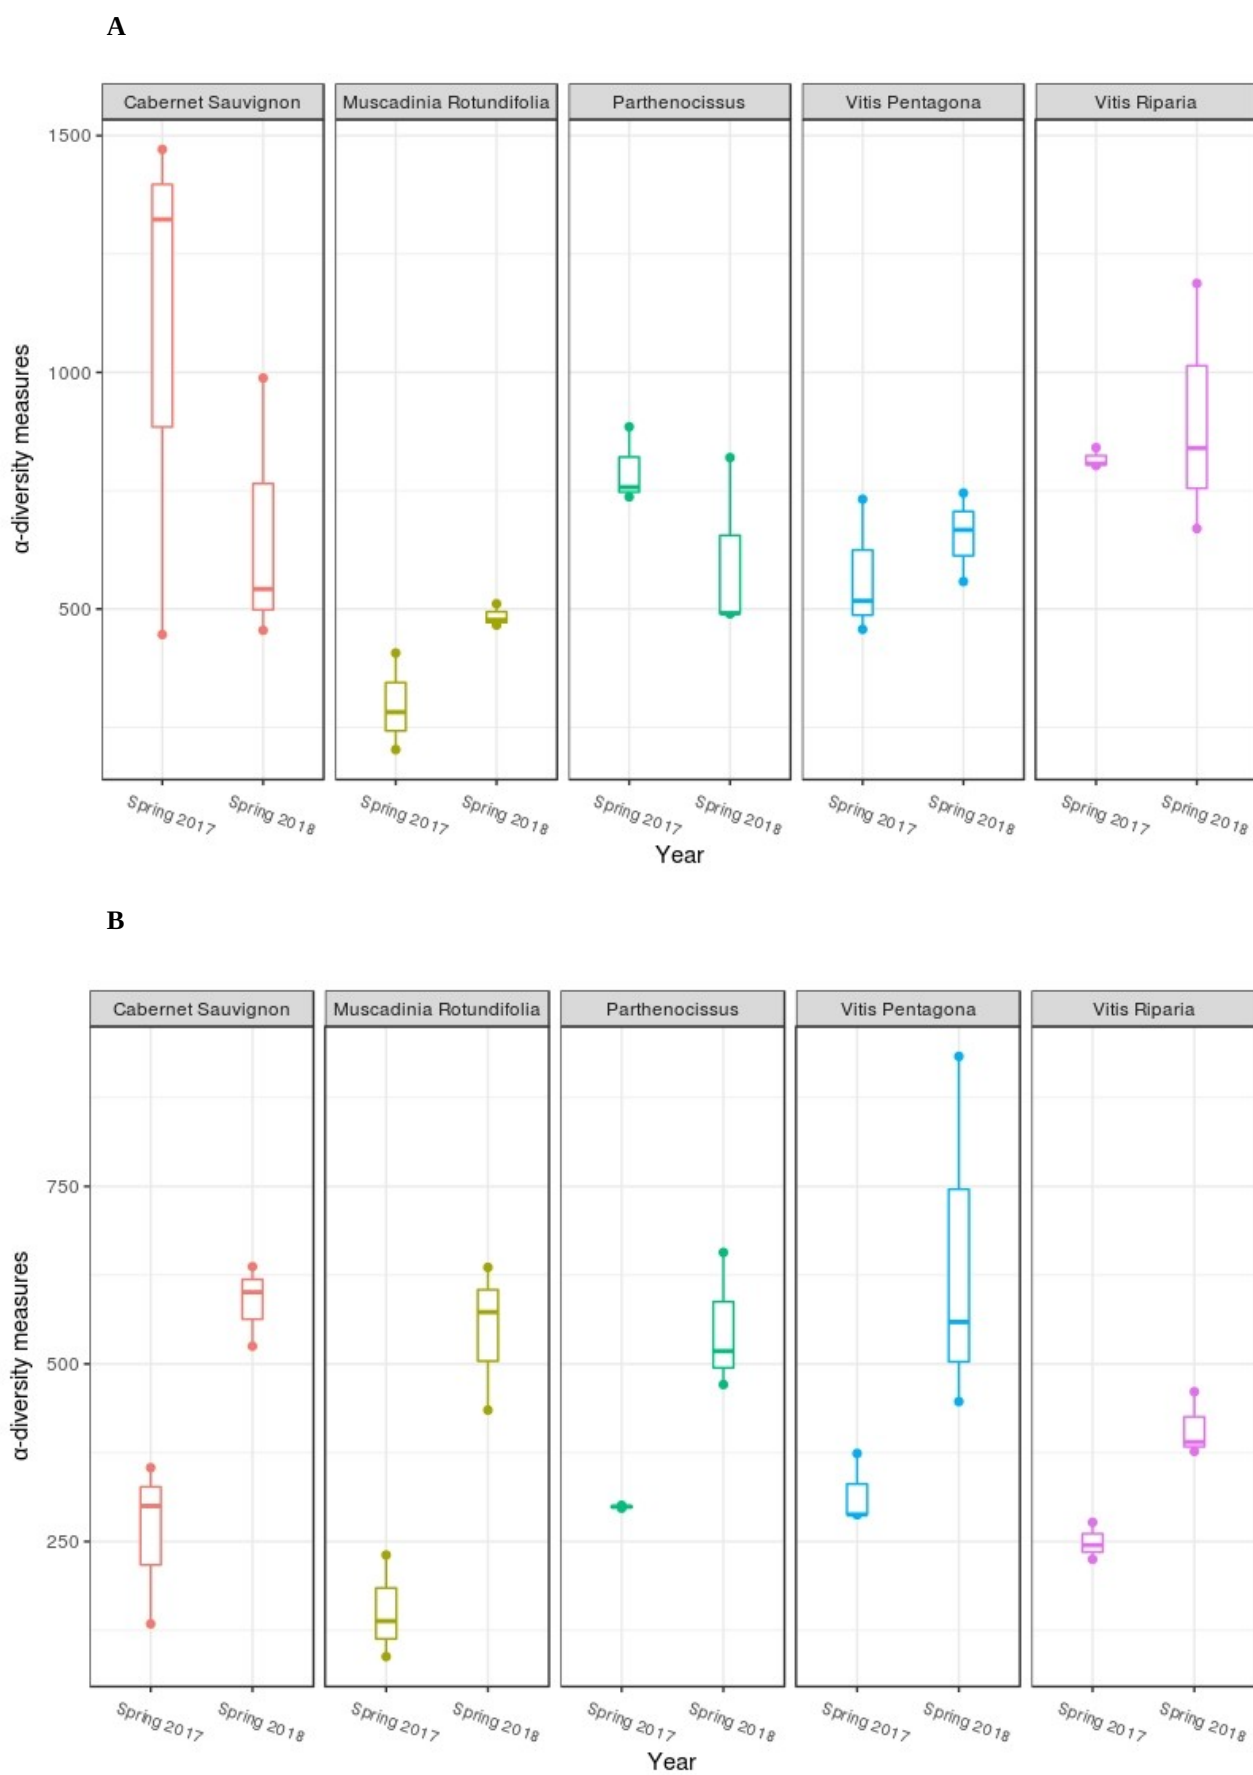 A
Cabernet Sauvignon Muscadinia Rotundifolia Parthenocissus Vitis Pentagona Vitis Riparia
1500
1000
500
α-diversity measures
Spring 2017 Spring 2018 Spring 2017 Spring 2018 Spring 2017 Spring 2018 Spring 2017 Spring 2018 Spring 2017 Spring 2018
Year
B
Cabernet Sauvignon Muscadinia Rotundifolia Parthenocissus Vitis Pentagona Vitis Riparia
750
500
250
α-diversity measures
Spring 2017 Spring 2018 Spring 2017 Spring 2018 Spring 2017 Spring 2018 Spring 2017 Spring 2018 Spring 2017 Spring 2018
Year